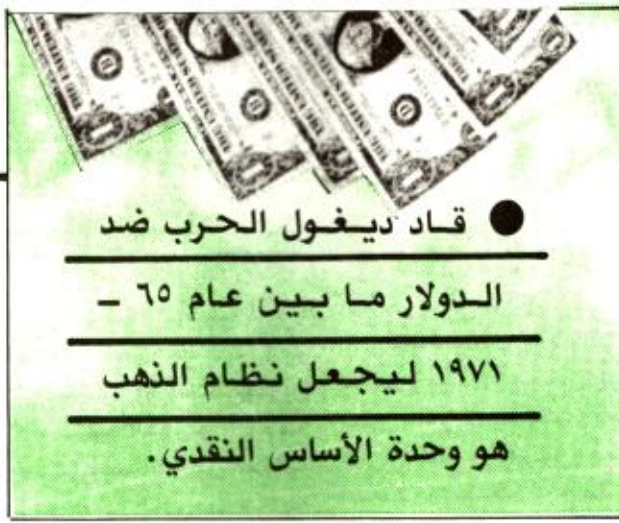 ● قاد ديغول الحرب ضد
الدولار ما بين عام ٦٥ –
١٩٧١ ليجعل نظام الذهب
هو وحدة الأساس النقدي.